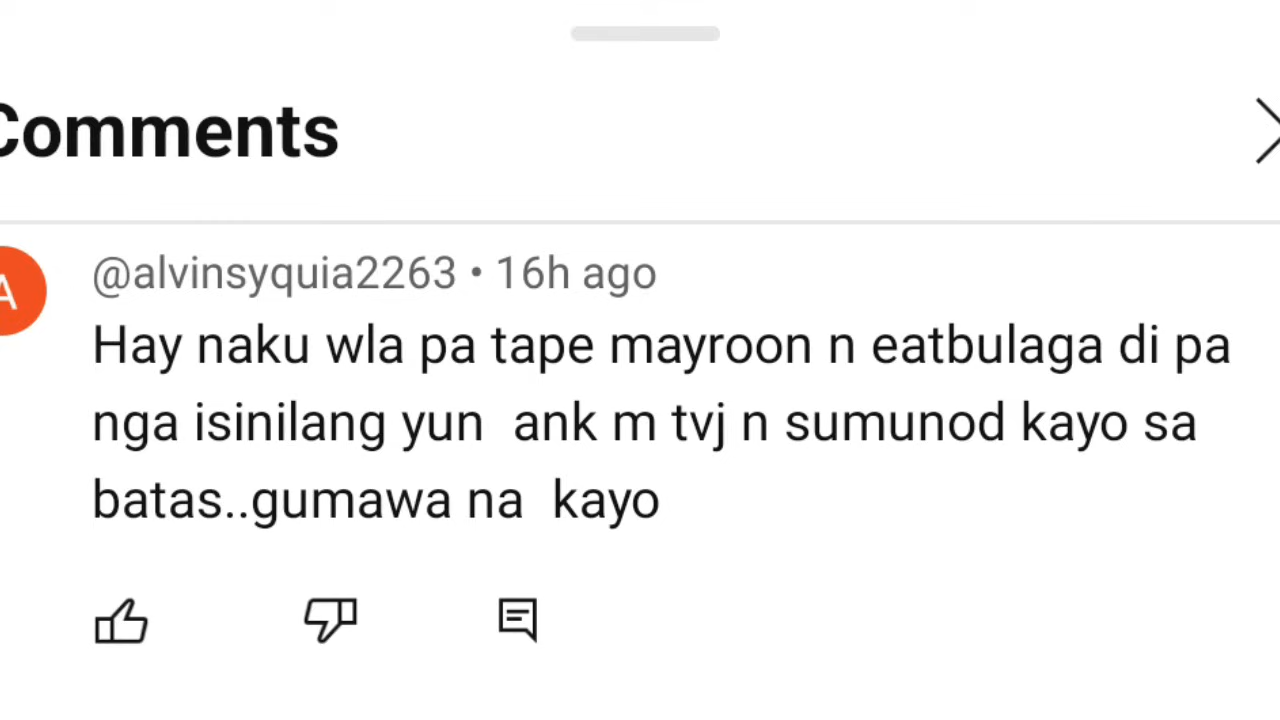 Comments
A
@alvinsyquia2263 • 16h ago
Hay naku wla pa tape mayroon n eatbulaga di pa
nga isinilang yun  ank m tvj n sumunod kayo sa
batas..gumawa na  kayo